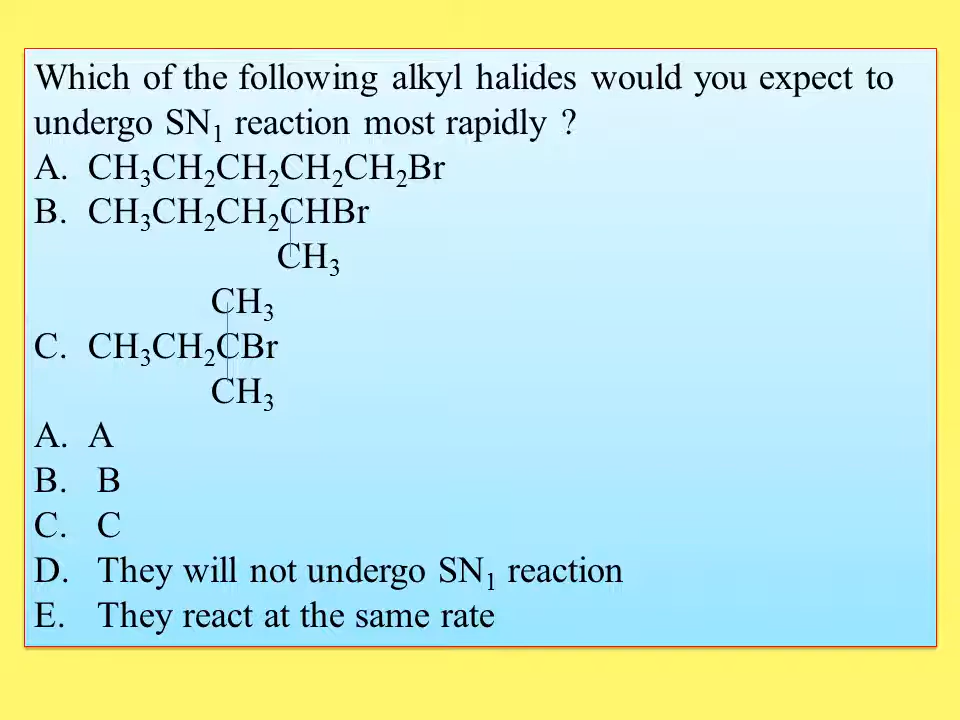 Which of the following alkyl halides would you expect to
undergo SN₁ reaction most rapidly ?
A. CH₃CH₂CH₂CH₂CH₂Br
B. CH₃CH₂CH₂CHBr
CH₃
CH₃
C. CH₃CH₂CBr
CH₃
A. A
B. B
C. C
D. They will not undergo SN₁ reaction
E. They react at the same rate